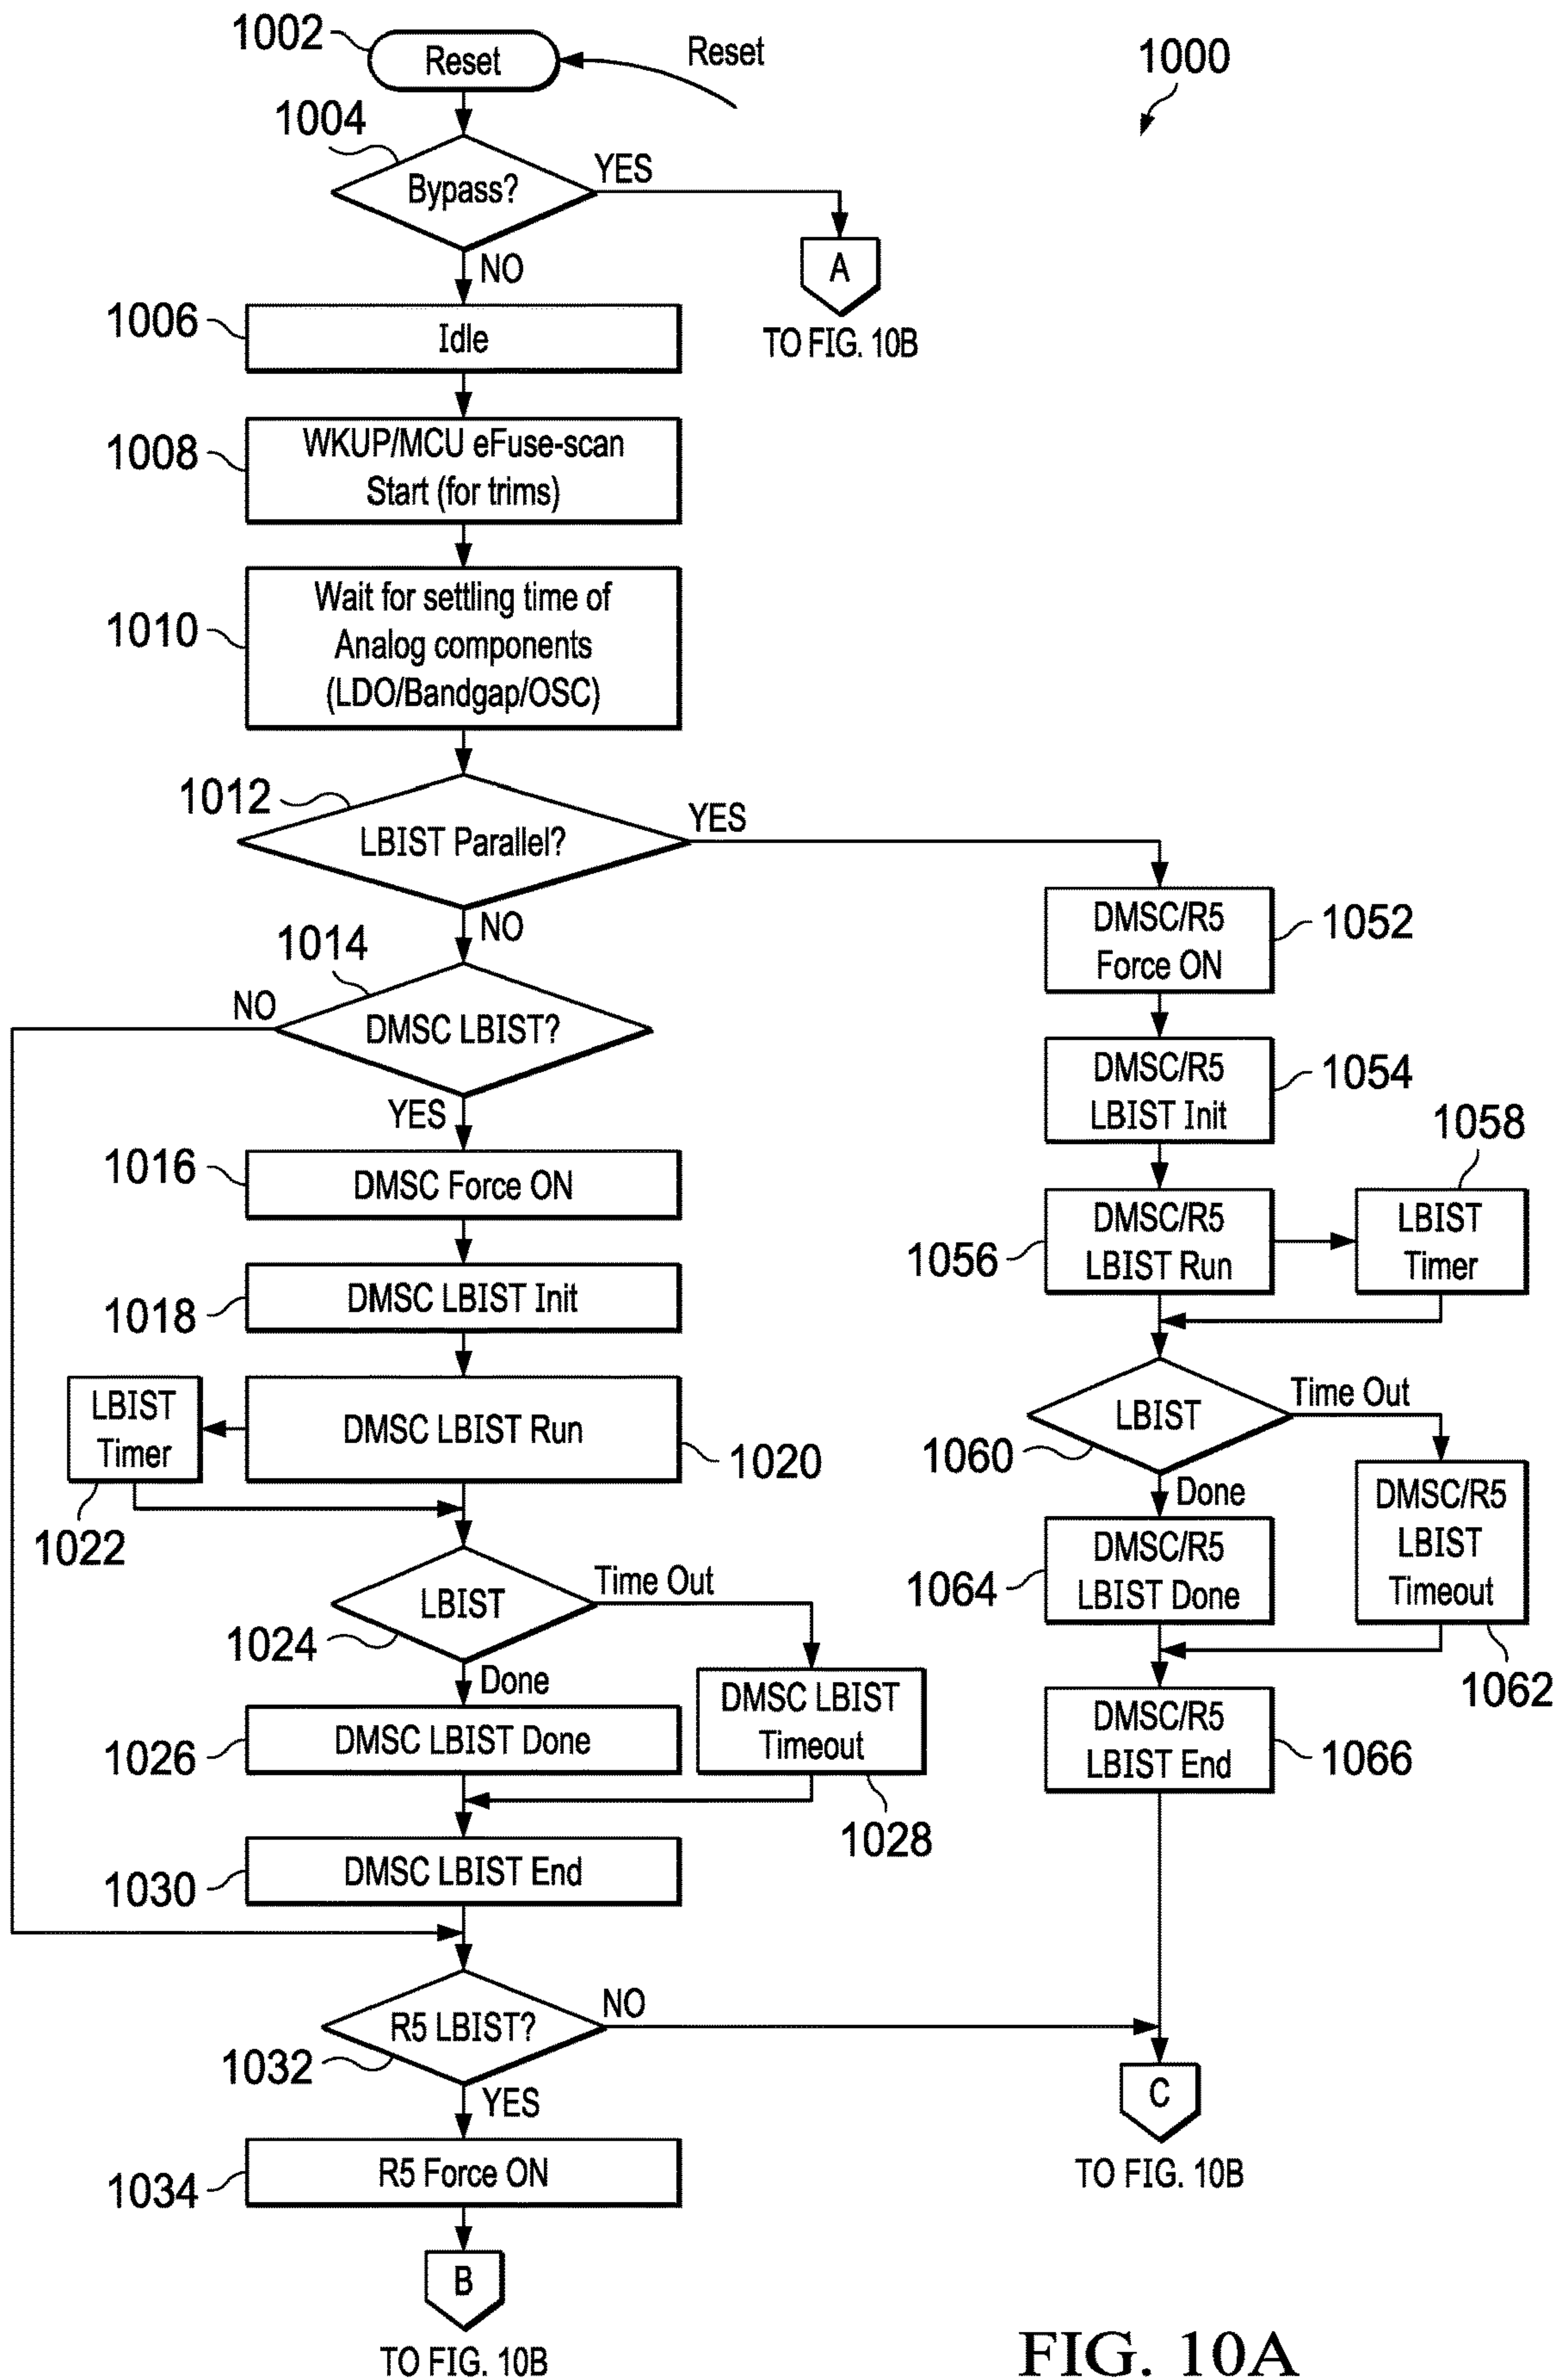 1002
Reset
Reset
1000
1004
Bypass?
YES
NO
A
TO FIG. 10B
1006
Idle
1008
WKUP/MCU eFuse-scan
Start (for trims)
1010
Wait for settling time of
Analog components
(LDO/Bandgap/OSC)
1012
LBIST Parallel?
YES
NO
1014
NO
DMSC LBIST?
YES
1016
DMSC Force ON
1018
DMSC LBIST Init
LBIST
Timer
1022
DMSC LBIST Run
1020
LBIST
1024
Time Out
Done
1026
DMSC LBIST Done
DMSC LBIST
Timeout
1028
1030
DMSC LBIST End
R5 LBIST?
1032
NO
YES
1034
R5 Force ON
B
TO FIG. 10B
DMSC/R5
Force ON
1052
DMSC/R5
LBIST Init
1054
1056
DMSC/R5
LBIST Run
1058
LBIST
Timer
LBIST
1060
Time Out
Done
1064
DMSC/R5
LBIST Done
DMSC/R5
LBIST
Timeout
1062
DMSC/R5
LBIST End
1066
C
TO FIG. 10B
FIG. 10A